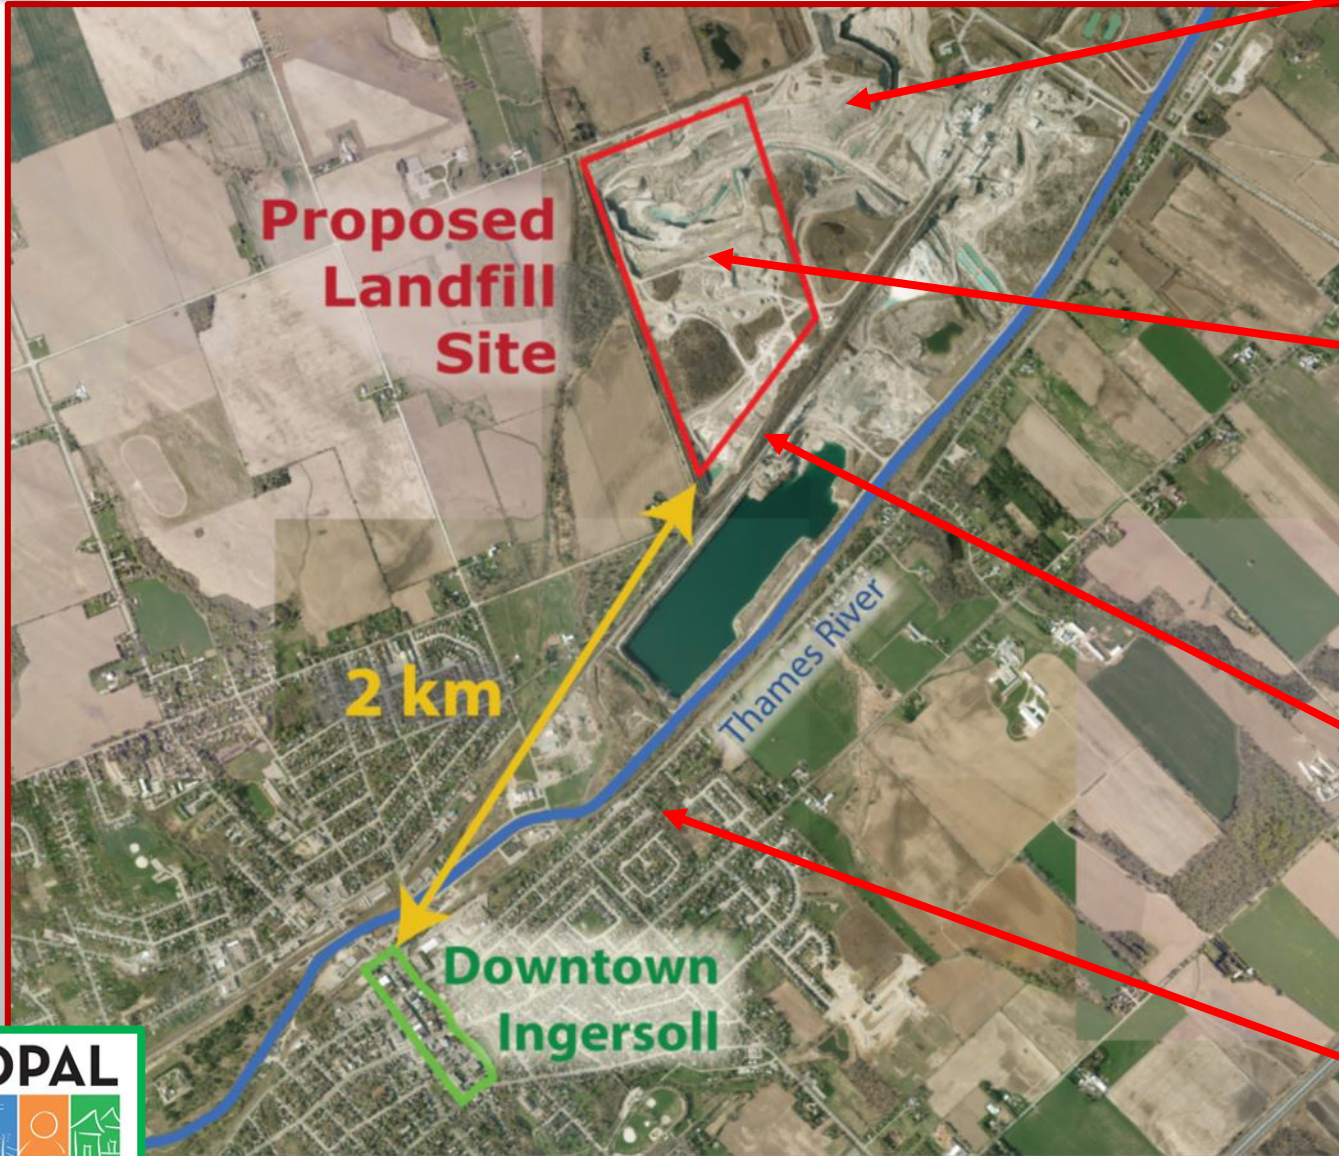 Proposed
Landfill
Site
2 km
Thames River
Downtown
Ingersoll
OPAL